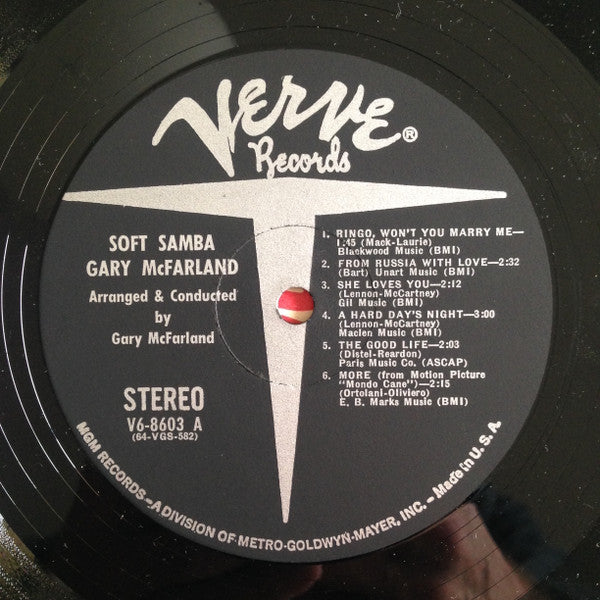 VERVE®
Records
SOFT SAMBA
GARY McFARLAND
Arranged & Conducted
by
Gary McFarland
STEREO
V6-8603 A
(64-VGS-582)
1. RINGO, WON'T YOU MARRY ME—
1:45 (Mack-Laurie)
Blackwood Music (BMI)
2. FROM RUSSIA WITH LOVE—2:32
(Bart) Unart Music (BMI)
3. SHE LOVES YOU—2:12
(Lennon-McCartney)
Gil Music (BMI)
4. A HARD DAY'S NIGHT—3:00
(Lennon-McCartney)
Maclen Music (BMI)
5. THE GOOD LIFE—2:03
(Distel-Reardon)
Paris Music Co. (ASCAP)
6. MORE (from Motion Picture
"Mondo Cane")—2:15
(Ortolani-Oliviero)
E. B. Marks Music (BMI)
MGM RECORDS—A DIVISION OF METRO-GOLDWYN-MAYER, INC. – Made in U.S.A.